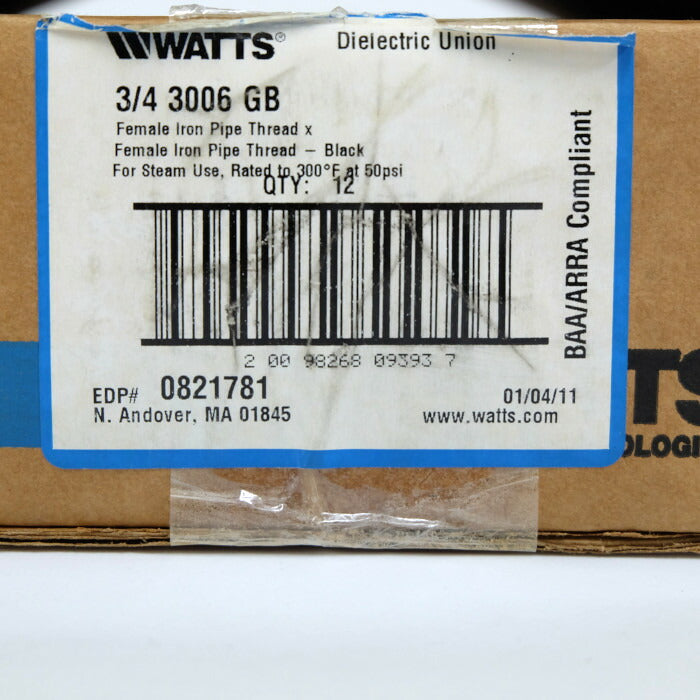 WATTS®
Dielectric Union
3/4 3006 GB
Female Iron Pipe Thread x
Female Iron Pipe Thread – Black
For Steam Use, Rated to 300°F at 50psi
QTY: 12
BAA/ARRA Compliant
2 00 98268 09393 7
EDP# 0821781
N. Andover, MA 01845
01/04/11
www.watts.com
TS
OLOGI